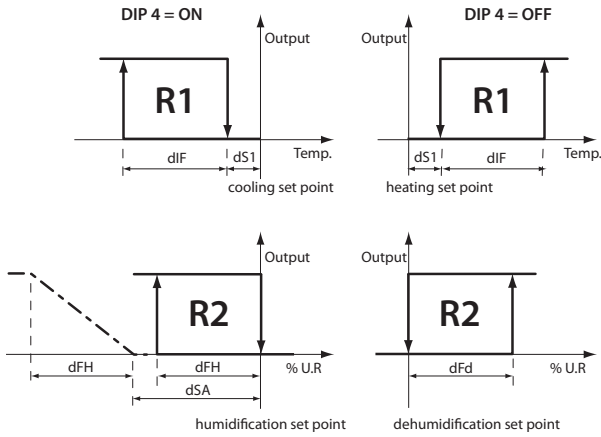 DIP 4 = ON
DIP 4 = OFF
Output
Output
R1
R1
dIF
dS1
Temp.
dS1
dIF
Temp.
cooling set point
heating set point
Output
Output
R2
R2
dFH
dFH
% U.R
dFd
% U.R
dSA
humidification set point
dehumidification set point